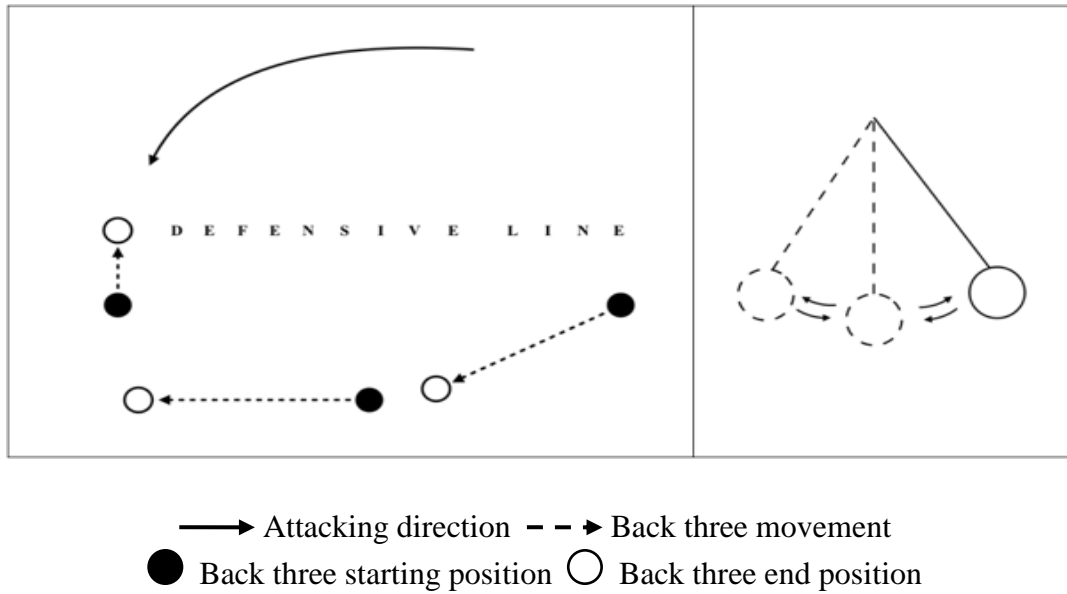 D E F E N S I V E L I N E
Attacking direction Back three movement
Back three starting position Back three end position